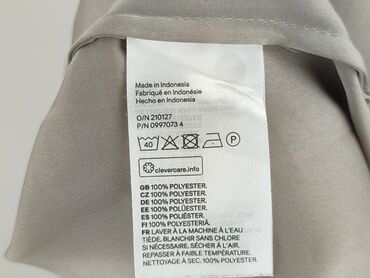 Made in Indonesia
Fabriqué en Indonésie
Hecho en Indonesia
O/N 210127
P/N 0997073 4
40 P
clevercare.info
GB 100% POLYESTER.
CZ 100% POLYESTER.
DE 100% POLYESTER.
EE 100% POLÜESTER.
ES 100% POLIÉSTER.
FI 100% POLYESTERIÄ.
FR LAVER À LA MACHINE À L'EAU
TIÈDE. BLANCHIR SANS CHLORE
SI NÉCESSAIRE. SÉCHER À L'AIR.
REPASSER À FAIBLE TEMPÉRATURE.
NETTOYAGE À SEC. 100% POLYESTER.